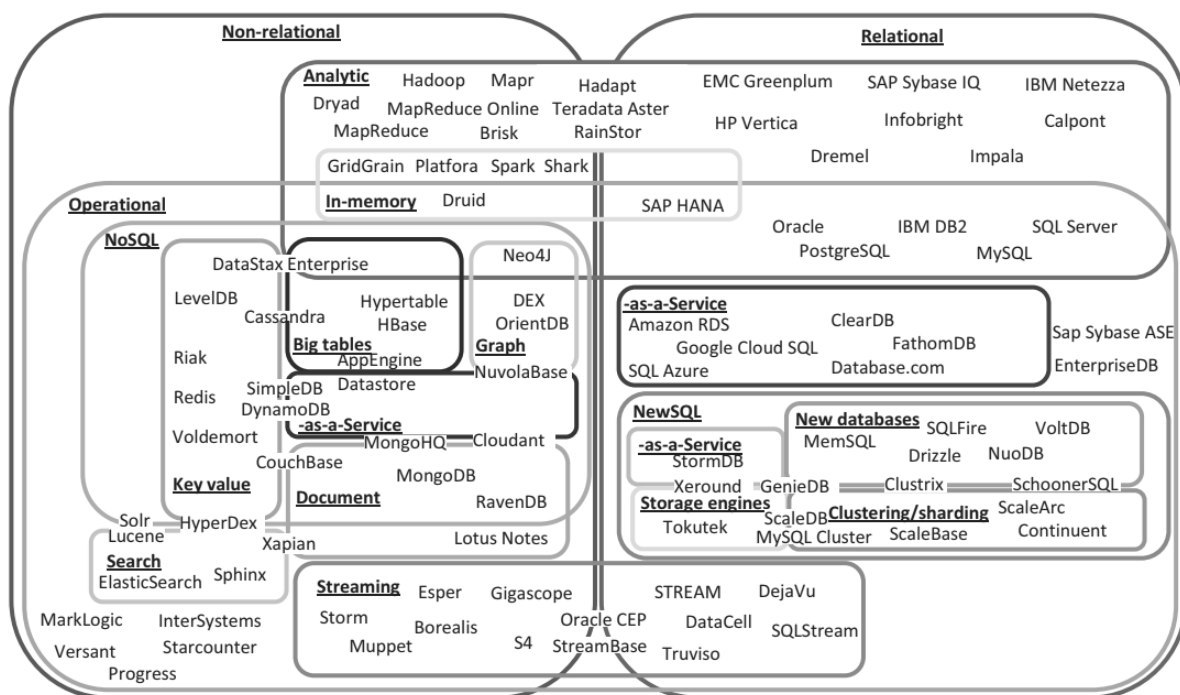 Non-relational
Relational
Analytic
Hadoop
Mapr
Hadapt
EMC Greenplum
SAP Sybase IQ
IBM Netezza
Dryad
MapReduce Online
Teradata Aster
MapReduce
Brisk
RainStor
HP Vertica
Infobright
Calpont
Dremel
Impala
GridGrain
Platfora
Spark
Shark
In-memory
Druid
SAP HANA
Operational
NoSQL
Oracle
IBM DB2
SQL Server
PostgreSQL
MySQL
DataStax Enterprise
Neo4J
LevelDB
Hypertable
DEX
Cassandra
HBase
OrientDB
Big tables
Graph
Riak
AppEngine
Datastore
NuvolaBase
Redis
SimpleDB
DynamoDB
-as-a-Service
Voldemort
MongoHQ
Cloudant
CouchBase
MongoDB
Key value
Document
RavenDB
-as-a-Service
Amazon RDS
ClearDB
Google Cloud SQL
FathomDB
SQL Azure
Database.com
Sap Sybase ASE
EnterpriseDB
NewSQL
New databases
-as-a-Service
MemSQL
SQLFire
VoltDB
StormDB
Drizzle
NuoDB
Xeround
GenieDB
Clustrix
SchoonerSQL
Storage engines
Tokutek
ScaleDB
MySQL Cluster
Clustering/sharding
ScaleArc
ScaleBase
Continuent
Solr
Lucene
HyperDex
Xapian
Lotus Notes
Search
ElasticSearch
Sphinx
Streaming
Esper
Gigascope
STREAM
DejaVu
Storm
Borealis
Oracle CEP
DataCell
SQLStream
Muppet
S4
StreamBase
Truviso
MarkLogic
InterSystems
Versant
Starcounter
Progress